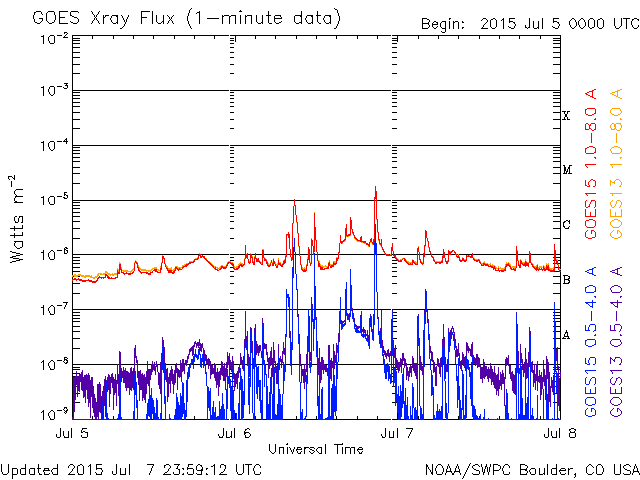 GOES Xray Flux (1-minute data)
Begin: 2015 Jul 5 0000 UTC
10-2
10-3
10-4
10-5
10-6
10-7
10-8
10-9
Watts m-2
X
M
C
B
A
GOES15 1.0-8.0 A
GOES13 1.0-8.0 A
GOES15 0.5-4.0 A
GOES13 0.5-4.0 A
Jul 5
Jul 6
Jul 7
Jul 8
Universal Time
Updated 2015 Jul 7 23:59:12 UTC
NOAA/SWPC Boulder, CO USA